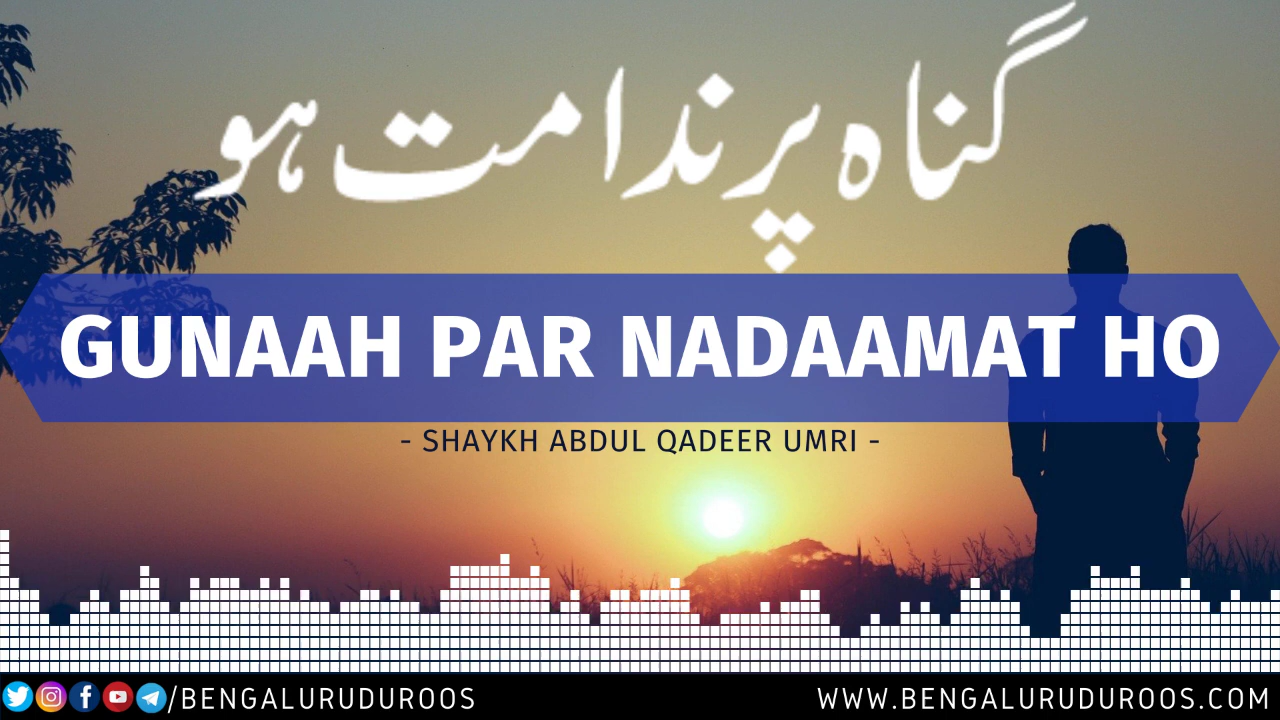 گناہ پر ندامت ہو
GUNAAH PAR NADAAMAT HO
- SHAYKH ABDUL QADEER UMRI -
/BENGALURUDUROOS
WWW.BENGALURUDUROOS.COM